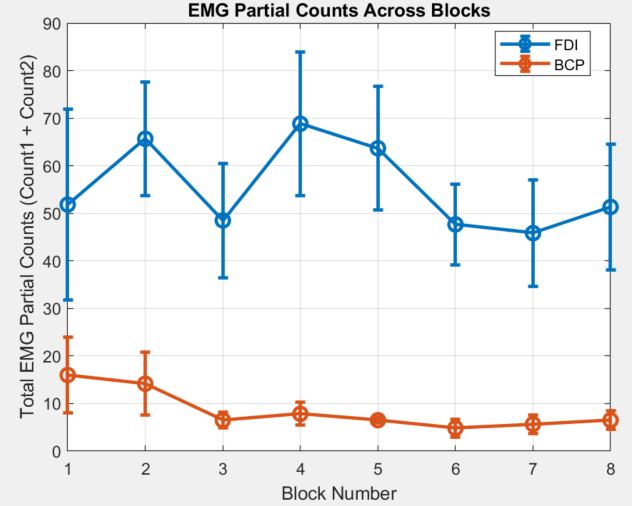 EMG Partial Counts Across Blocks
FDI
BCP
Total EMG Partial Counts (Count1 + Count2)
90
80
70
60
50
40
30
20
10
0
1 2 3 4 5 6 7 8
Block Number